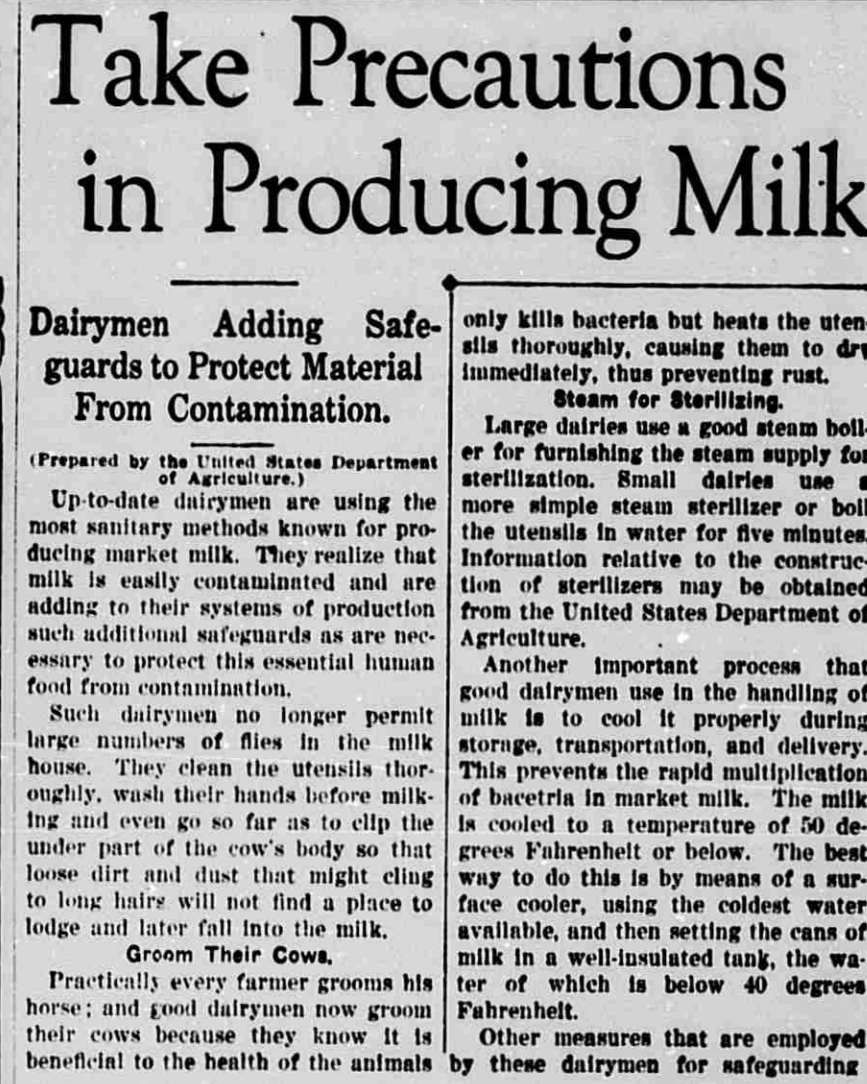 Take Precautions
in Producing Milk
Dairymen Adding Safe-
guards to Protect Material
From Contamination.
(Prepared by the United States Department
of Agriculture.)
Up-to-date dairymen are using the
most sanitary methods known for pro-
ducing market milk. They realize that
milk is easily contaminated and are
adding to their systems of production
such additional safeguards as are nec-
essary to protect this essential human
food from contamination.
Such dairymen no longer permit
large numbers of flies in the milk
house. They clean the utensils thor-
oughly, wash their hands before milk-
ing and even go so far as to clip the
under part of the cow's body so that
loose dirt and dust that might cling
to long hairs will not find a place to
lodge and later fall into the milk.
Groom Their Cows.
Practically every farmer grooms his
horse; and good dairymen now groom
their cows because they know it is
beneficial to the health of the animals
only kills bacteria but heats the uten-
sils thoroughly, causing them to dry
immediately, thus preventing rust.
Steam for Sterilizing.
Large dairies use a good steam boil-
er for furnishing the steam supply for
sterilization. Small dairies use a
more simple steam sterilizer or boil
the utensils in water for five minutes.
Information relative to the construc-
tion of sterilizers may be obtained
from the United States Department of
Agriculture.
Another important process that
good dairymen use in the handling of
milk is to cool it properly during
storage, transportation, and delivery.
This prevents the rapid multiplication
of bacetria in market milk. The milk
is cooled to a temperature of 50 de-
grees Fahrenheit or below. The best
way to do this is by means of a sur-
face cooler, using the coldest water
available, and then setting the cans of
milk in a well-insulated tank, the wa-
ter of which is below 40 degrees
Fahrenheit.
Other measures that are employed
by these dairymen for safeguarding